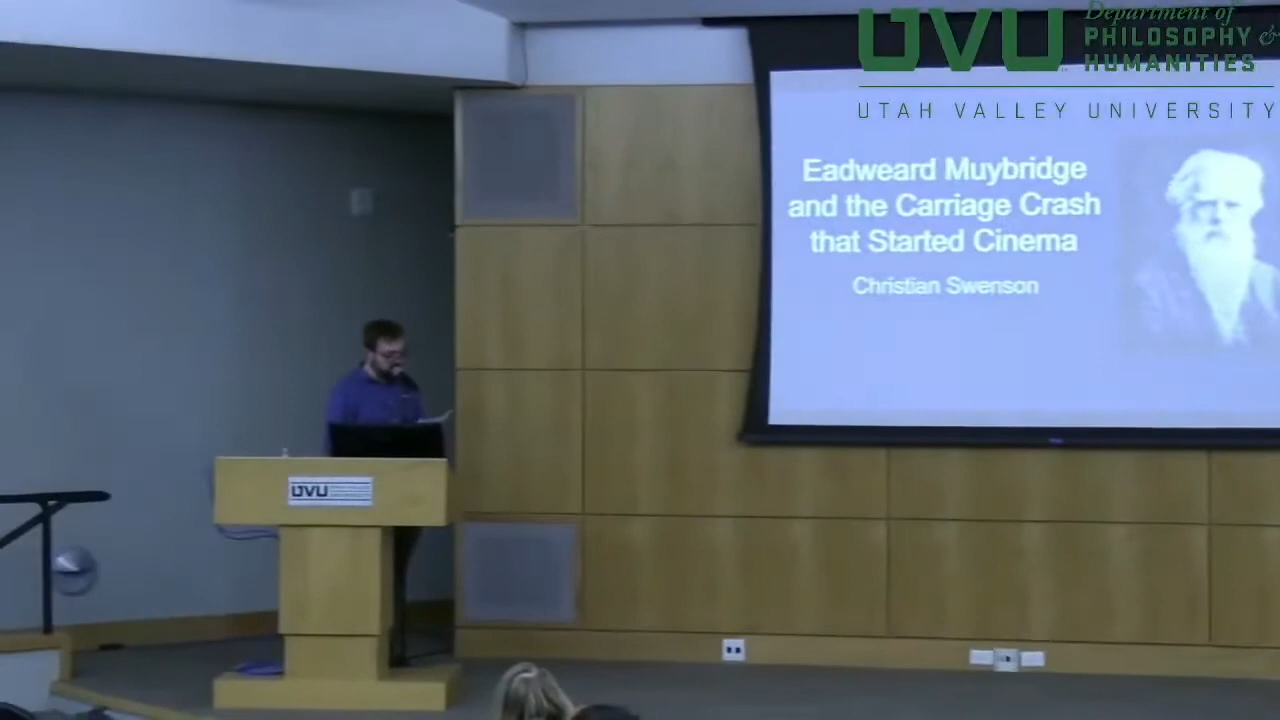 UVU
Department of
PHILOSOPHY &
HUMANITIES
UTAH VALLEY UNIVERSITY
Eadweard Muybridge
and the Carriage Crash
that Started Cinema
Christian Swenson
UVU